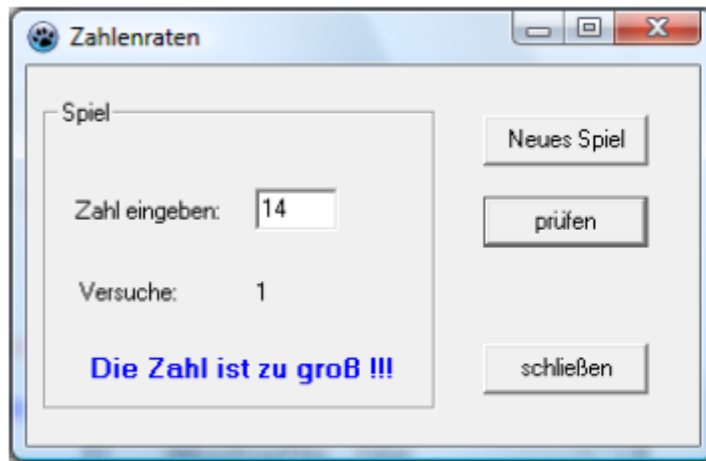 Zahlenraten
Spiel
Zahl eingeben: 14
Versuche: 1
Die Zahl ist zu groß !!!
Neues Spiel
prüfen
schließen